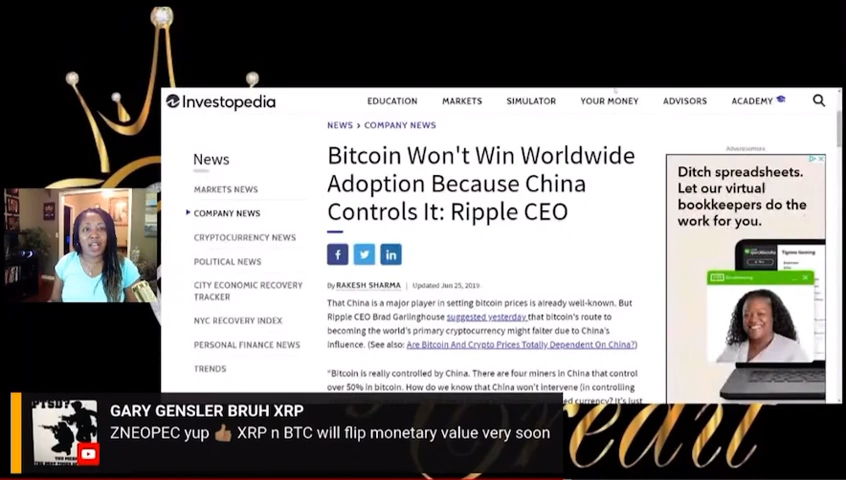 Investopedia
EDUCATION MARKETS SIMULATOR YOUR MONEY ADVISORS ACADEMY
NEWS > COMPANY NEWS
News
MARKETS NEWS
COMPANY NEWS
CRYPTOCURRENCY NEWS
POLITICAL NEWS
CITY ECONOMIC RECOVERY
TRACKER
NYC RECOVERY INDEX
PERSONAL FINANCE NEWS
TRENDS
Bitcoin Won't Win Worldwide
Adoption Because China
Controls It: Ripple CEO
By RAKESH SHARMA | Updated Jun 25, 2019
That China is a major player in setting bitcoin prices is already well-known. But
Ripple CEO Brad Garlinghouse suggested yesterday that bitcoin's route to
becoming the world's primary cryptocurrency might falter due to China's
influence. (See also: Are Bitcoin And Crypto Prices Totally Dependent On China?)
"Bitcoin is really controlled by China. There are four miners in China that control
over 50% in bitcoin. How do we know that China won't intervene (in controlling
currency? It's just
Advertisement
Ditch spreadsheets.
Let our virtual
bookkeepers do the
work for you.
GARY GENSLER BRUH XRP
ZNEOPEC yup 👍🏽 XRP n BTC will flip monetary value very soon
PTSD?
Credit